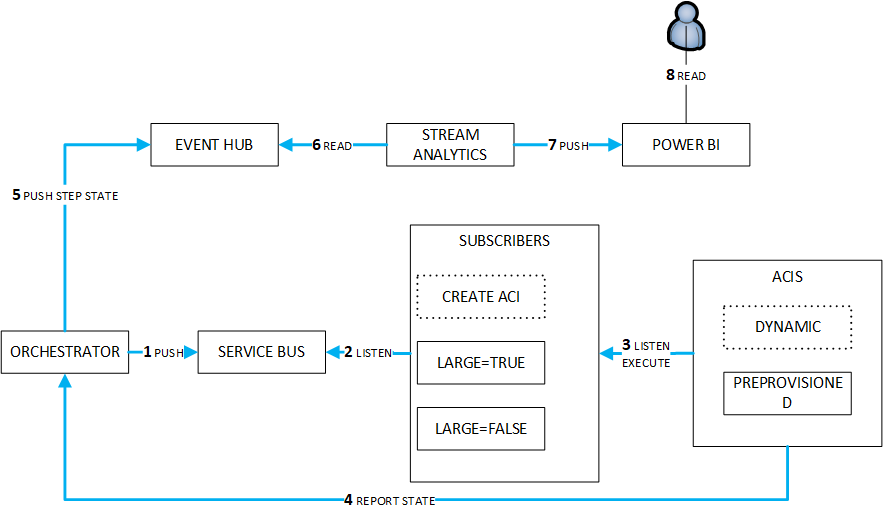 8 READ
EVENT HUB
6 READ
STREAM
ANALYTICS
7 PUSH
POWER BI
5 PUSH STEP STATE
SUBSCRIBERS
ACIS
CREATE ACI
DYNAMIC
ORCHESTRATOR
1 PUSH
SERVICE BUS
2 LISTEN
LARGE=TRUE
3 LISTEN
EXECUTE
PREPROVISIONE
D
LARGE=FALSE
4 REPORT STATE